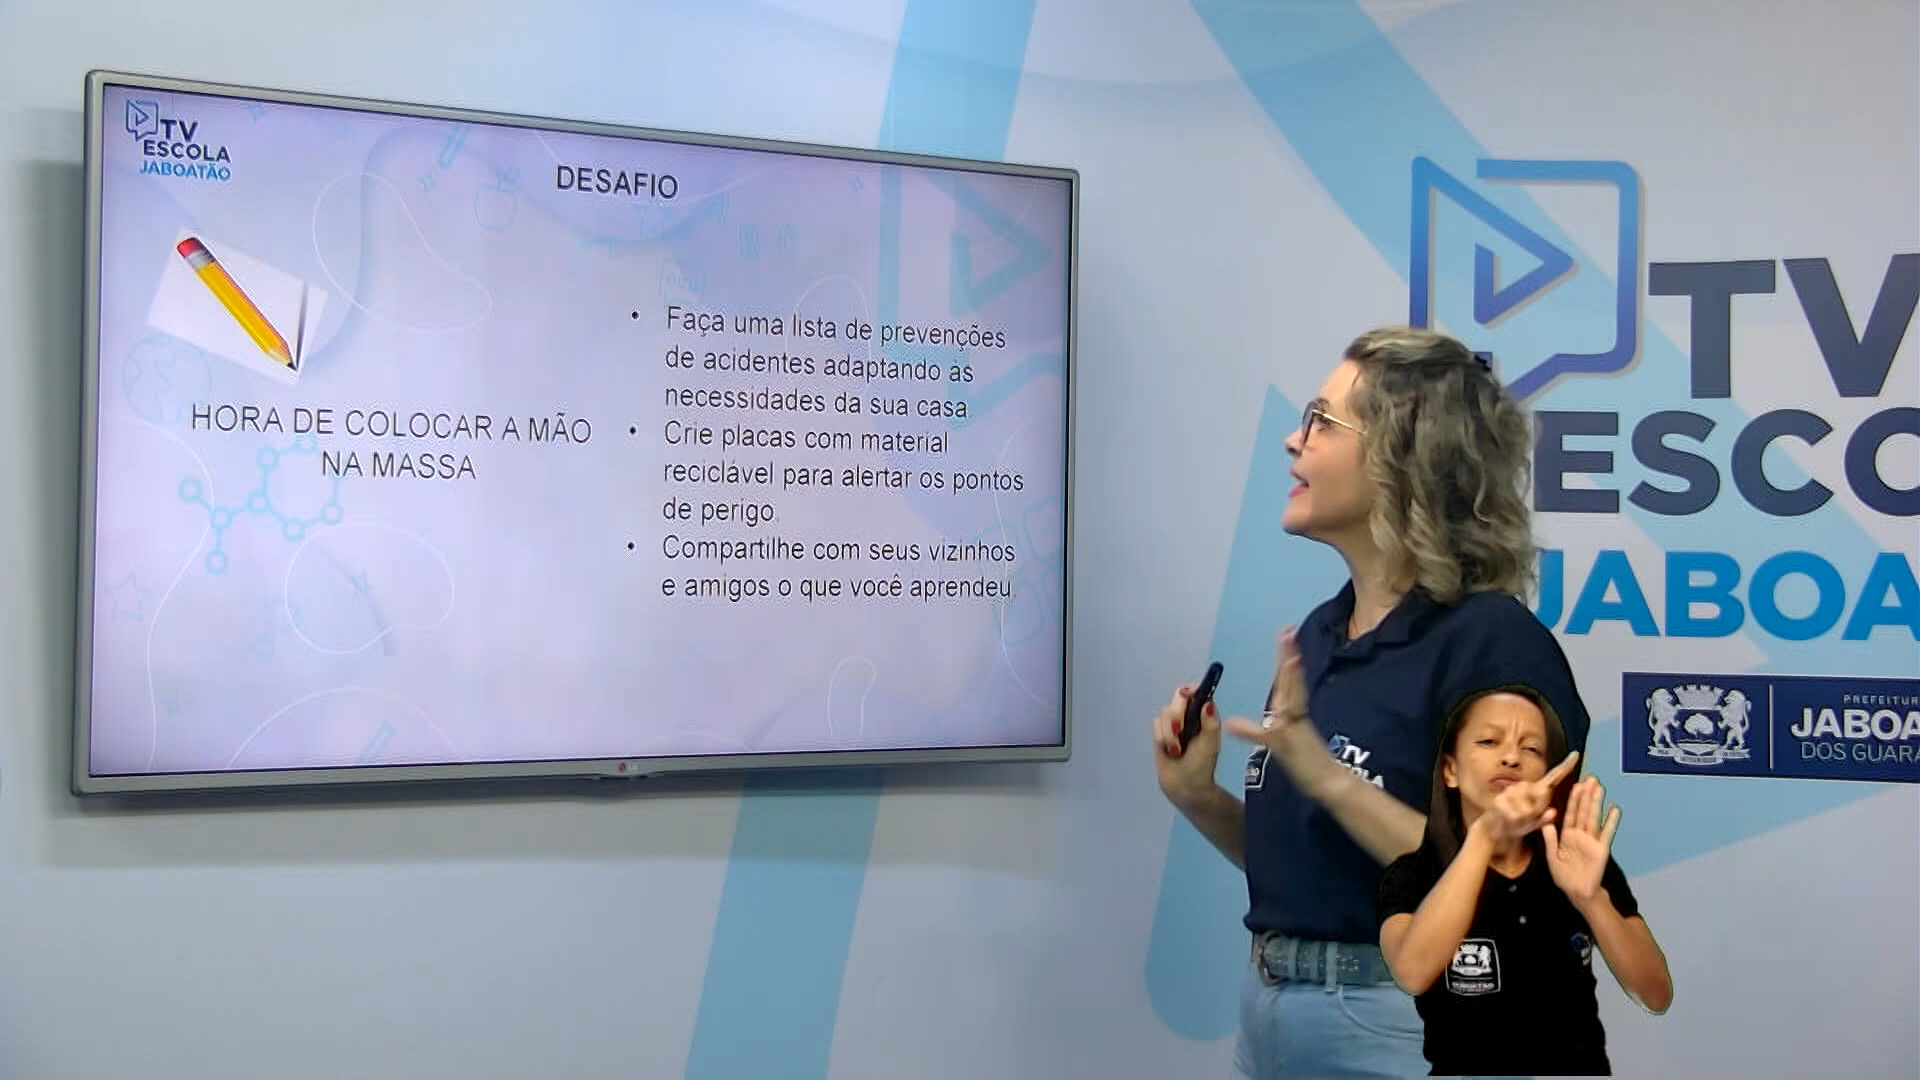 TV
ESCOLA
JABOATÃO
DESAFIO
HORA DE COLOCAR A MÃO
NA MASSA
• Faça uma lista de prevenções
de acidentes adaptando às
necessidades da sua casa
• Crie placas com material
reciclável para alertar os pontos
de perigo.
• Compartilhe com seus vizinhos
e amigos o que você aprendeu
LG
TV
ESCO
JABOA
PREFEITUR
JABOA
DOS GUARA
TV